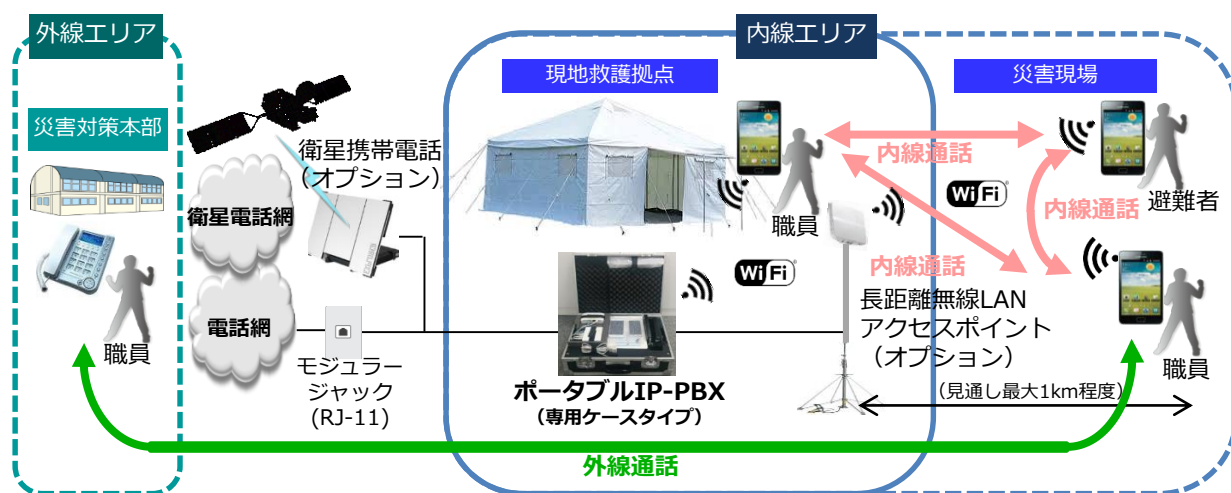 外線エリア
災害対策本部
職員
衛星携帯電話
（オプション）
衛星電話網
電話網
モジュラー
ジャック
(RJ-11)
内線エリア
現地救護拠点
職員
WiFi
ポータブルIP-PBX
（専用ケースタイプ）
災害現場
内線通話
WiFi
内線通話
避難者
内線通話
長距離無線LAN
アクセスポイント
（オプション）
職員
（見通し最大1km程度）
外線通話